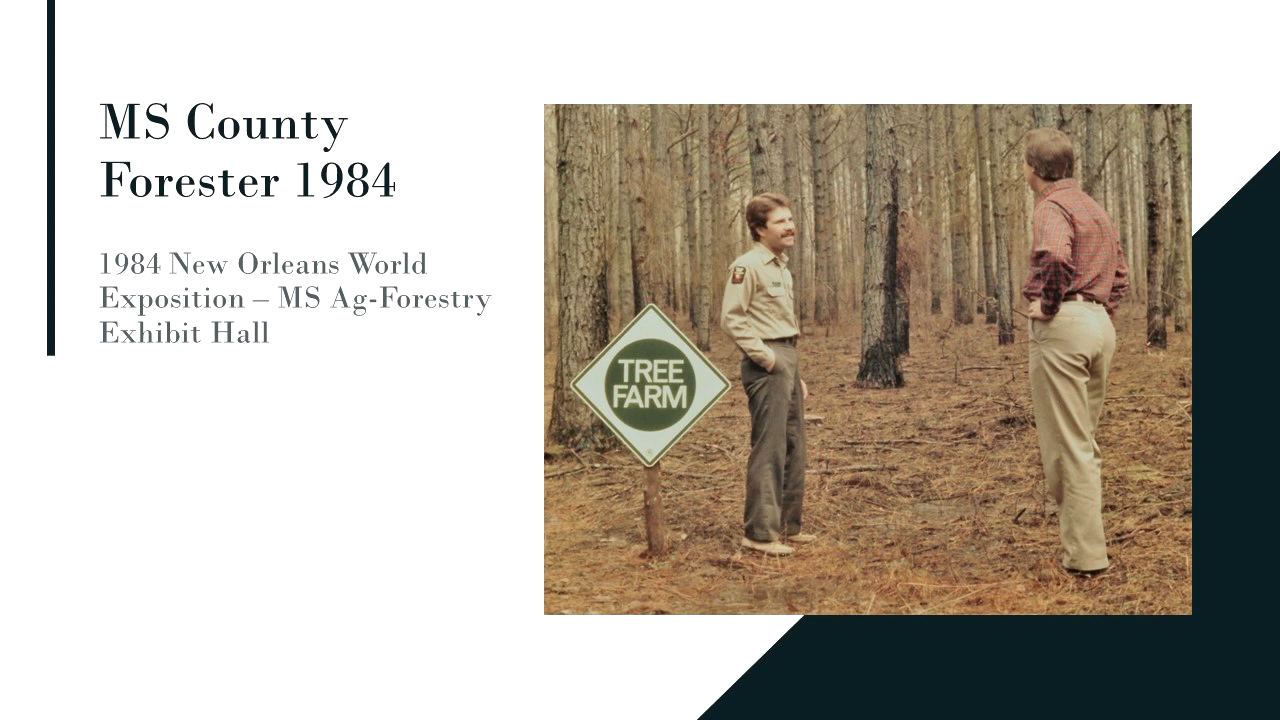 MS County
Forester 1984
1984 New Orleans World
Exposition – MS Ag-Forestry
Exhibit Hall
TREE
FARM